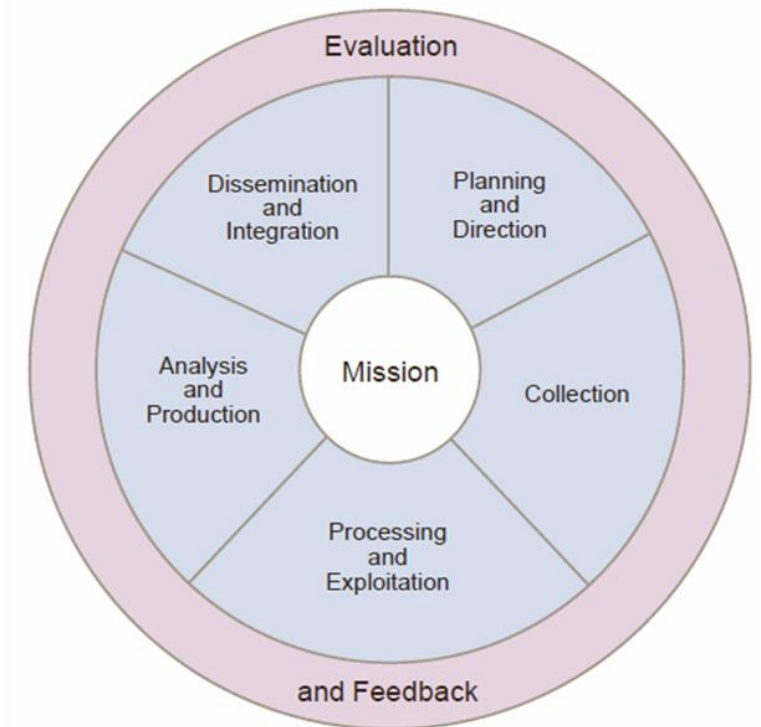 Evaluation
Dissemination
and
Integration
Planning
and
Direction
Analysis
and
Production
Mission
Collection
Processing
and
Exploitation
and Feedback